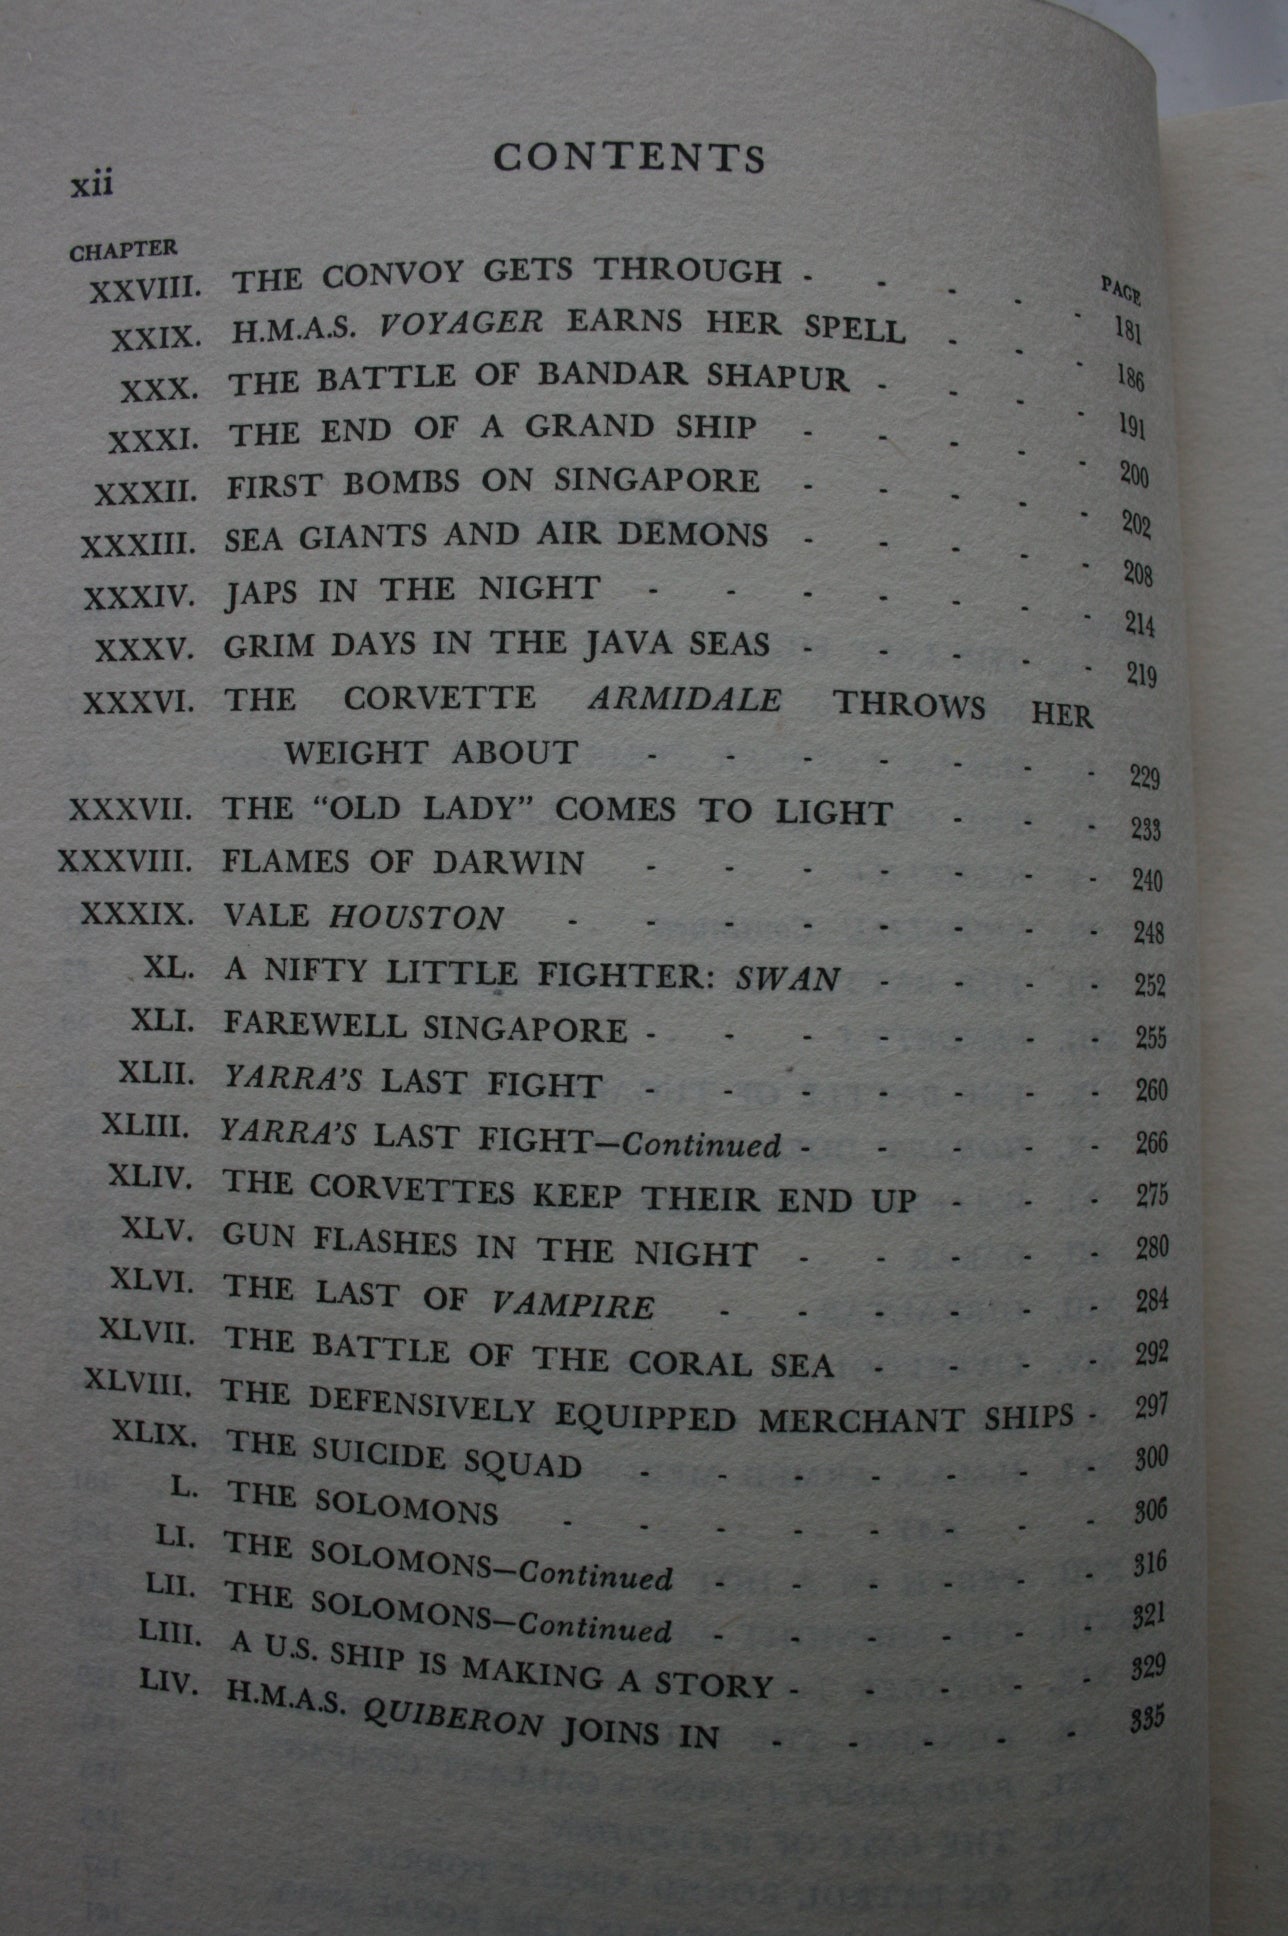 xii
CONTENTS
CHAPTER
PAGE
XXVIII. THE CONVOY GETS THROUGH - - - - - 181
XXIX. H.M.A.S. VOYAGER EARNS HER SPELL - - - 186
XXX. THE BATTLE OF BANDAR SHAPUR - - - - 191
XXXI. THE END OF A GRAND SHIP - - - - - 200
XXXII. FIRST BOMBS ON SINGAPORE - - - - - 202
XXXIII. SEA GIANTS AND AIR DEMONS - - - - - 208
XXXIV. JAPS IN THE NIGHT - - - - - - - 214
XXXV. GRIM DAYS IN THE JAVA SEAS - - - - - 219
XXXVI. THE CORVETTE ARMIDALE THROWS HER
WEIGHT ABOUT - - - - - - - 229
XXXVII. THE “OLD LADY” COMES TO LIGHT - - - 233
XXXVIII. FLAMES OF DARWIN - - - - - - - 240
XXXIX. VALE HOUSTON - - - - - - - - 248
XL. A NIFTY LITTLE FIGHTER: SWAN - - - - 252
XLI. FAREWELL SINGAPORE - - - - - - - 255
XLII. YARRA’S LAST FIGHT - - - - - - - 260
XLIII. YARRA’S LAST FIGHT—Continued - - - - - 266
XLIV. THE CORVETTES KEEP THEIR END UP - - - 275
XLV. GUN FLASHES IN THE NIGHT - - - - - 280
XLVI. THE LAST OF VAMPIRE - - - - - - 284
XLVII. THE BATTLE OF THE CORAL SEA - - - - 292
XLVIII. THE DEFENSIVELY EQUIPPED MERCHANT SHIPS - 297
XLIX. THE SUICIDE SQUAD - - - - - - - 300
L. THE SOLOMONS - - - - - - - - 306
LI. THE SOLOMONS—Continued - - - - - - 316
LII. THE SOLOMONS—Continued - - - - - - 321
LIII. A U.S. SHIP IS MAKING A STORY - - - - - 329
LIV. H.M.A.S. QUIBERON JOINS IN - - - - - 335